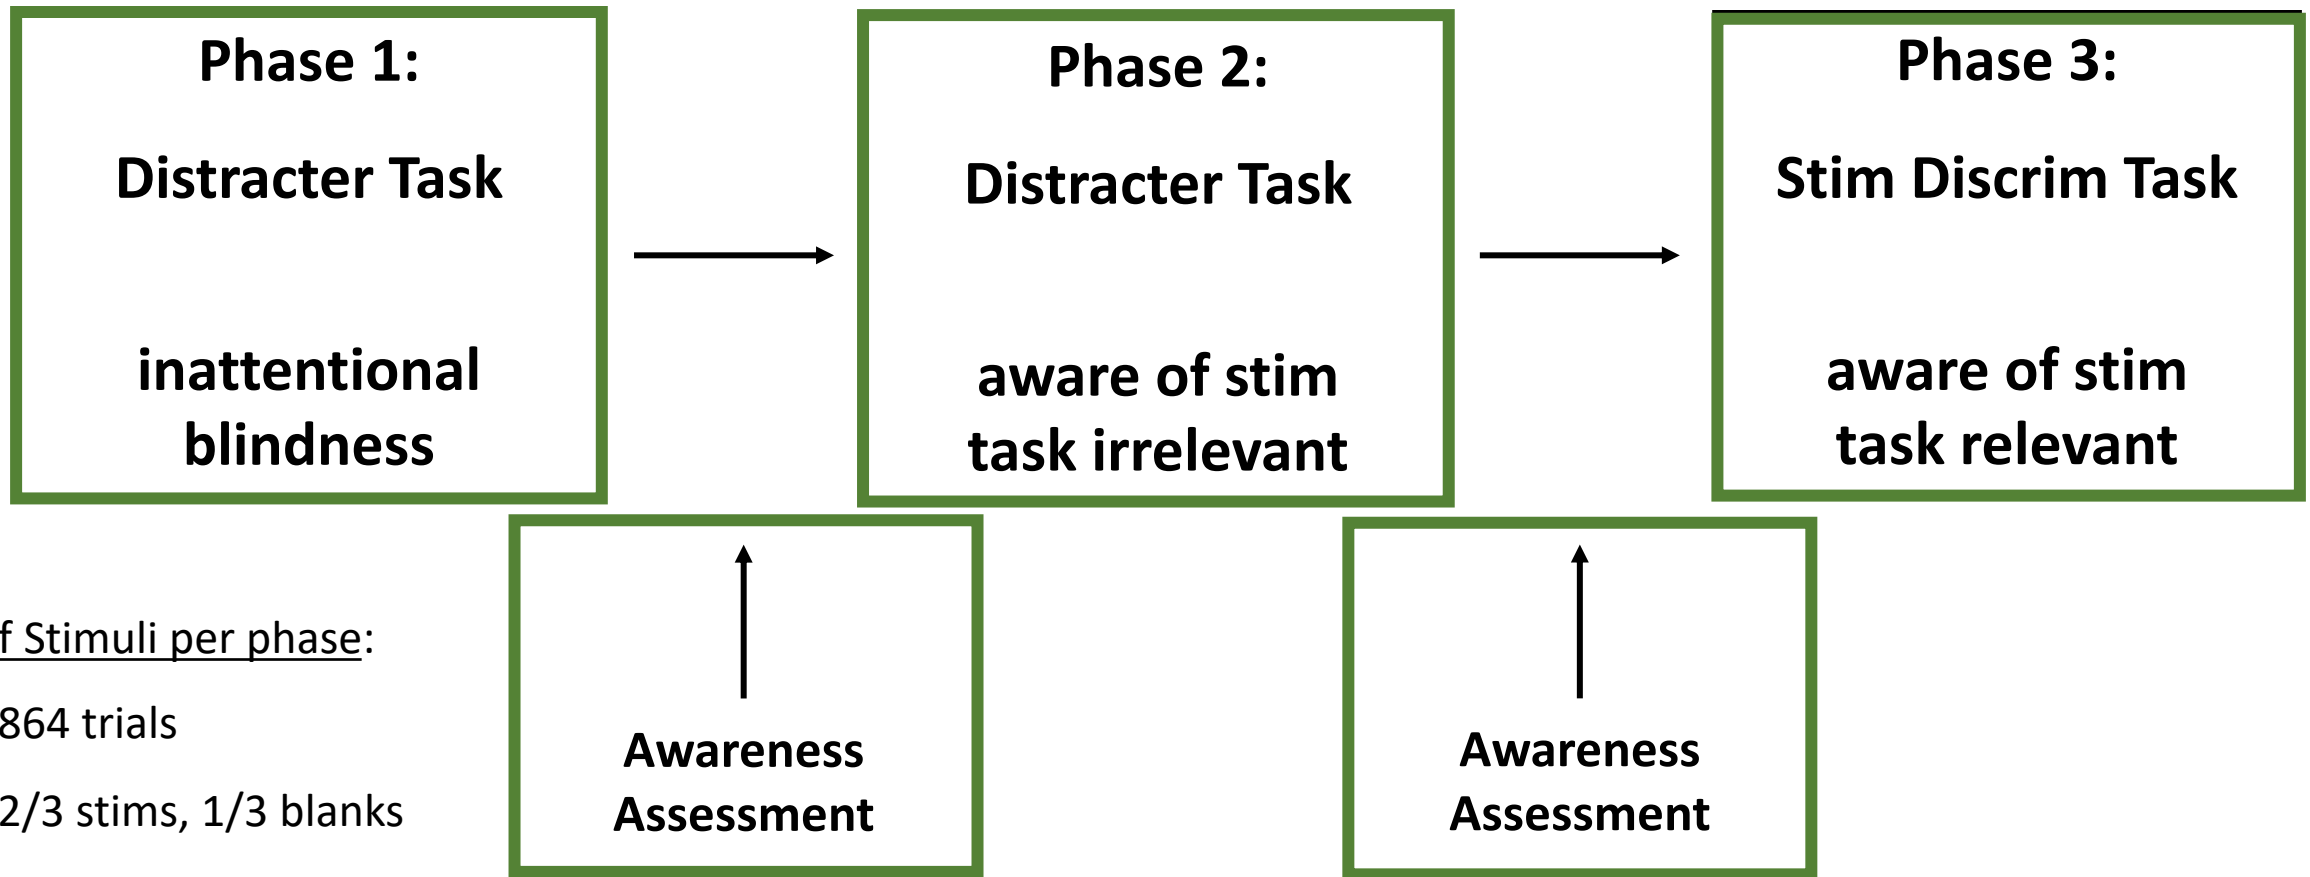 Phase 1:
Distracter Task
inattentional
blindness
Phase 2:
Distracter Task
aware of stim
task irrelevant
Phase 3:
Stim Discrim Task
aware of stim
task relevant
Awareness
Assessment
Awareness
Assessment
f Stimuli per phase:
864 trials
2/3 stims, 1/3 blanks